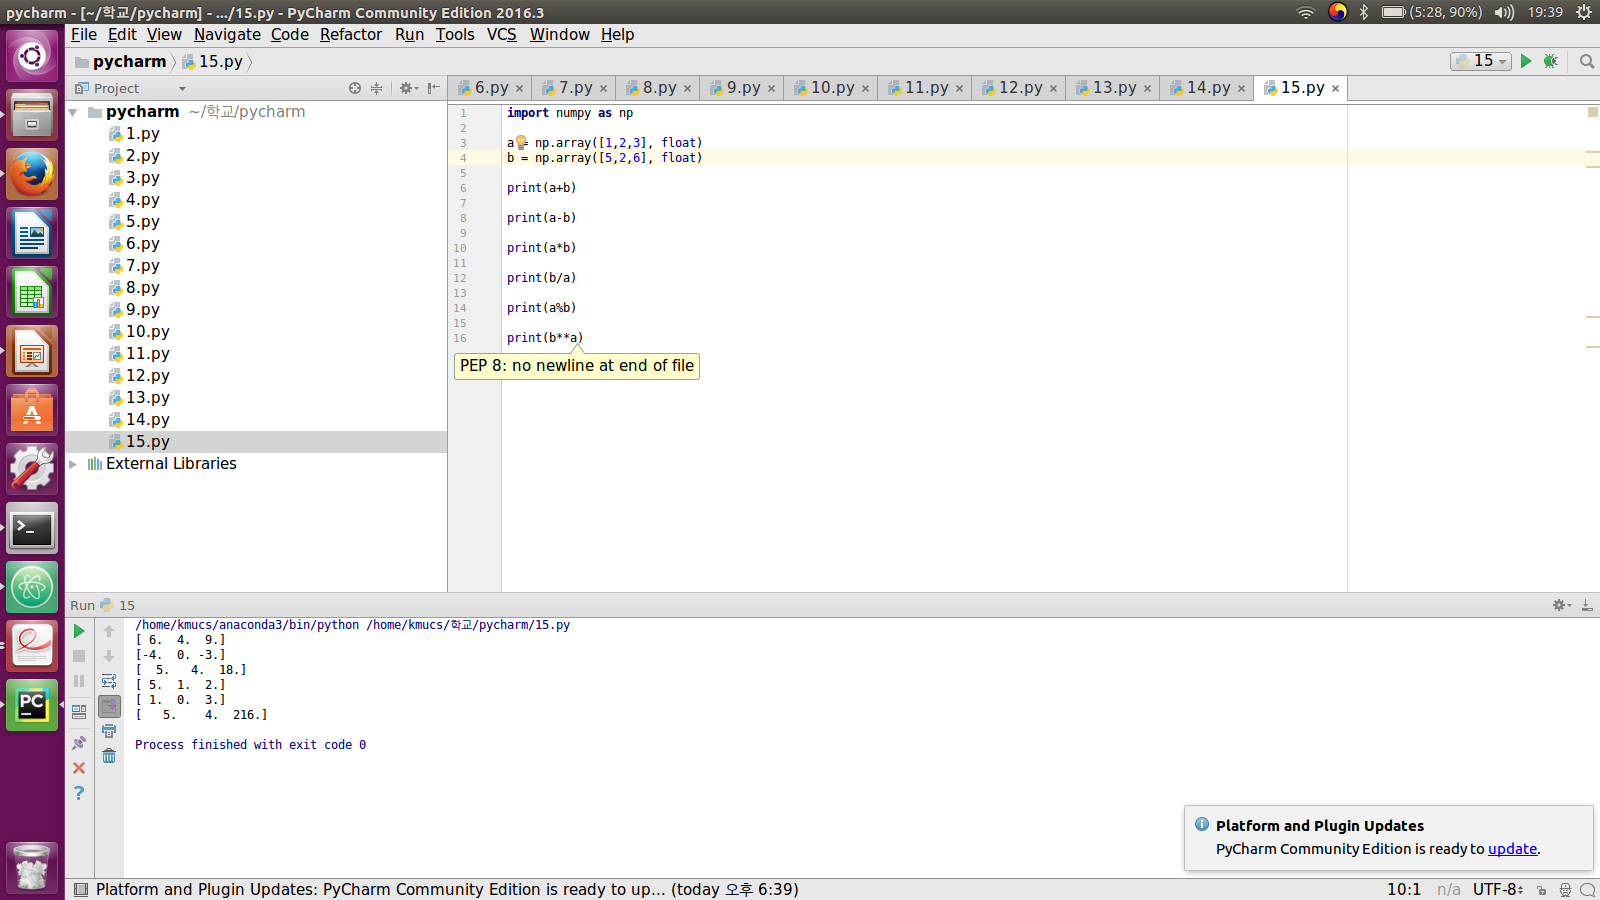 pycharm - [~/학교/pycharm] - .../15.py - PyCharm Community Edition 2016.3
(5:28, 90%) 19:39
File Edit View Navigate Code Refactor Run Tools VCS Window Help
pycharm 15.py
15
Project
6.py 7.py 8.py 9.py 10.py 11.py 12.py 13.py 14.py 15.py
pycharm ~/학교/pycharm
1.py
2.py
3.py
4.py
5.py
6.py
7.py
8.py
9.py
10.py
11.py
12.py
13.py
14.py
15.py
External Libraries
1 import numpy as np
2
3 a = np.array([1,2,3], float)
4 b = np.array([5,2,6], float)
5
6 print(a+b)
7
8 print(a-b)
9
10 print(a*b)
11
12 print(b/a)
13
14 print(a%b)
15
16 print(b**a)
PEP 8: no newline at end of file
Run 15
/home/kmucs/anaconda3/bin/python /home/kmucs/학교/pycharm/15.py
[ 6. 4. 9.]
[-4. 0. -3.]
[ 5. 4. 18.]
[ 5. 1. 2.]
[ 1. 0. 3.]
[ 5. 4. 216.]
Process finished with exit code 0
Platform and Plugin Updates
PyCharm Community Edition is ready to update.
Platform and Plugin Updates: PyCharm Community Edition is ready to up... (today 오후 6:39)
10:1 n/a UTF-8
PC